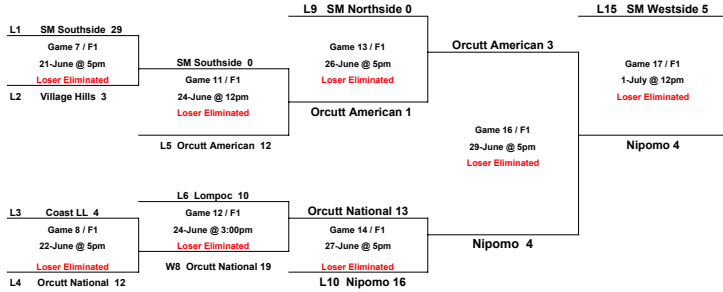 L9 SM Northside 0
L15 SM Westside 5
L1 SM Southside 29
Game 7 / F1
21-June @ 5pm
Loser Eliminated
L2 Village Hills 3
SM Southside 0
Game 11 / F1
24-June @ 12pm
Loser Eliminated
L5 Orcutt American 12
Game 13 / F1
26-June @ 5pm
Loser Eliminated
Orcutt American 1
Orcutt American 3
Game 16 / F1
29-June @ 5pm
Loser Eliminated
Nipomo 4
Game 17 / F1
1-July @ 12pm
Loser Eliminated
Nipomo 4
L3 Coast LL 4
Game 8 / F1
22-June @ 5pm
Loser Eliminated
L4 Orcutt National 12
L6 Lompoc 10
Game 12 / F1
24-June @ 3:00pm
Loser Eliminated
W8 Orcutt National 19
Orcutt National 13
Game 14 / F1
27-June @ 5pm
Loser Eliminated
L10 Nipomo 16